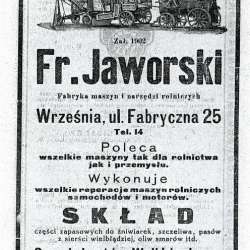 Zał. 1902
Fr. Jaworski
Fabryka maszyn i narzędzi rolniczych
Września, ul. Fabryczna 25
Tel. 14
Poleca
wszelkie maszyny tak dla rolnictwa
jak i przemysłu.
Wykonuje
wszelkie reperacje maszyn rolniczych
samochodów i motorów.
SKŁAD
części zapasowych do żniwiarek, szczeliwa, pasów
z sierści wielbłądziej, oliw smarów itd.